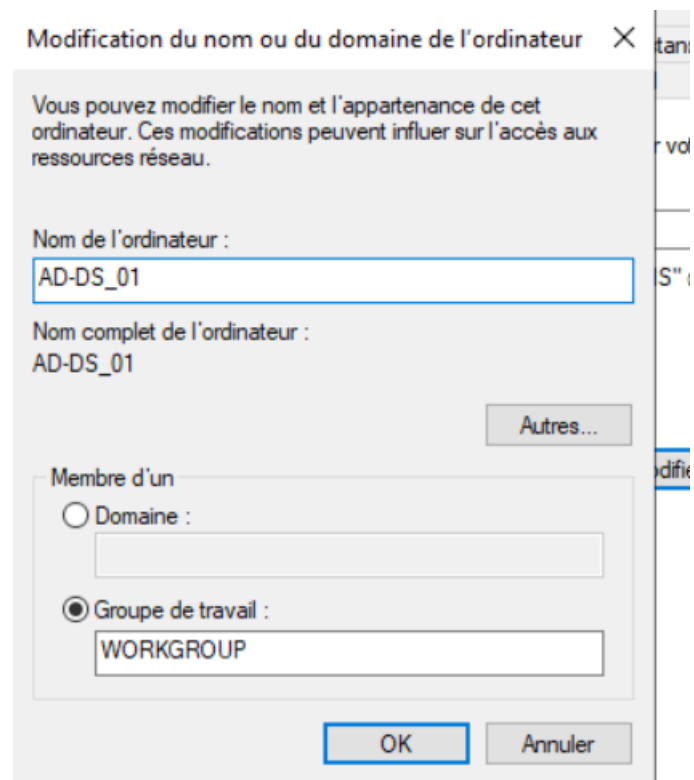 Modification du nom ou du domaine de l'ordinateur
Vous pouvez modifier le nom et l'appartenance de cet
ordinateur. Ces modifications peuvent influer sur l'accès aux
ressources réseau.
Nom de l'ordinateur :
AD-DS_01
Nom complet de l'ordinateur :
AD-DS_01
Autres...
Membre d'un
Domaine :
Groupe de travail :
WORKGROUP
OK Annuler